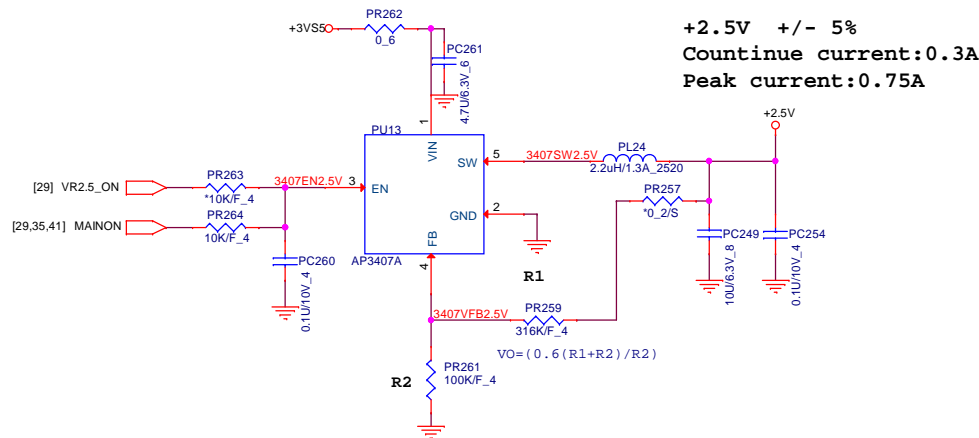 +2.5V +/- 5%
Countinue current:0.3A
Peak current:0.75A
PR262
+3VS5
0_6
PC261
4.7U/6.3V_6
+2.5V
PU13
1
VIN
SW
5
3407SW2.5V
PL24
2.2uH/1.3A_2520
[29] VR2.5_ON
PR263
*10K/F_4
3407EN2.5V
3
EN
PR257
*0_2/S
GND
2
[29,35,41] MAINON
PR264
10K/F_4
FB
PC249
10U/6.3V_8
PC254
0.1U/10V_4
PC260
0.1U/10V_4
AP3407A
4
R1
3407VFB2.5V
PR259
316K/F_4
VO=(0.6(R1+R2)/R2)
R2
PR261
100K/F_4